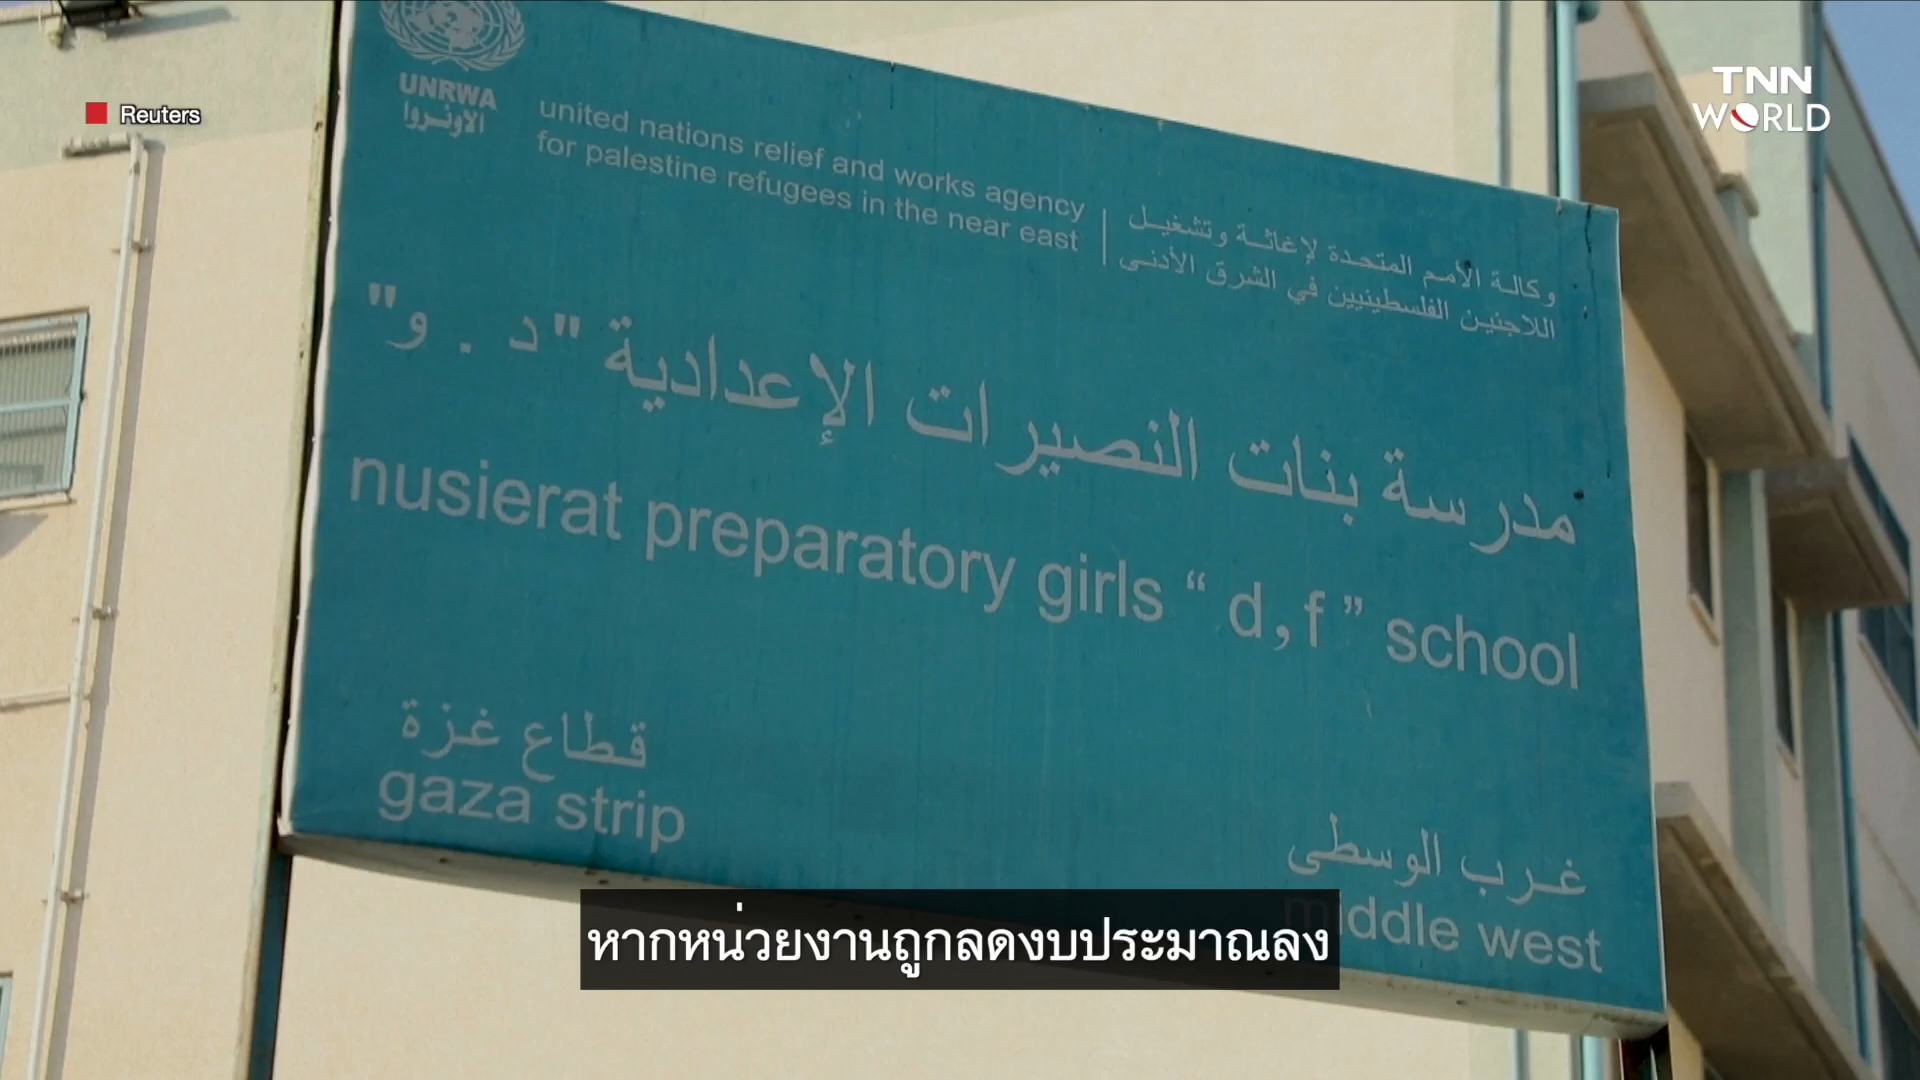 Reuters
TNN
WORLD
UNRWA
الاونروا
united nations relief and works agency
for palestine refugees in the near east
وكالة الأمم المتحدة لإغاثة وتشغيل
اللاجئين الفلسطينيين في الشرق الأدنى
مدرسة بنات النصيرات الإعدادية "د . و"
nusierat preparatory girls “ d,f ” school
قطاع غزة
gaza strip
غرب الوسطى
middle west
หากหน่วยงานถูกลดงบประมาณลง